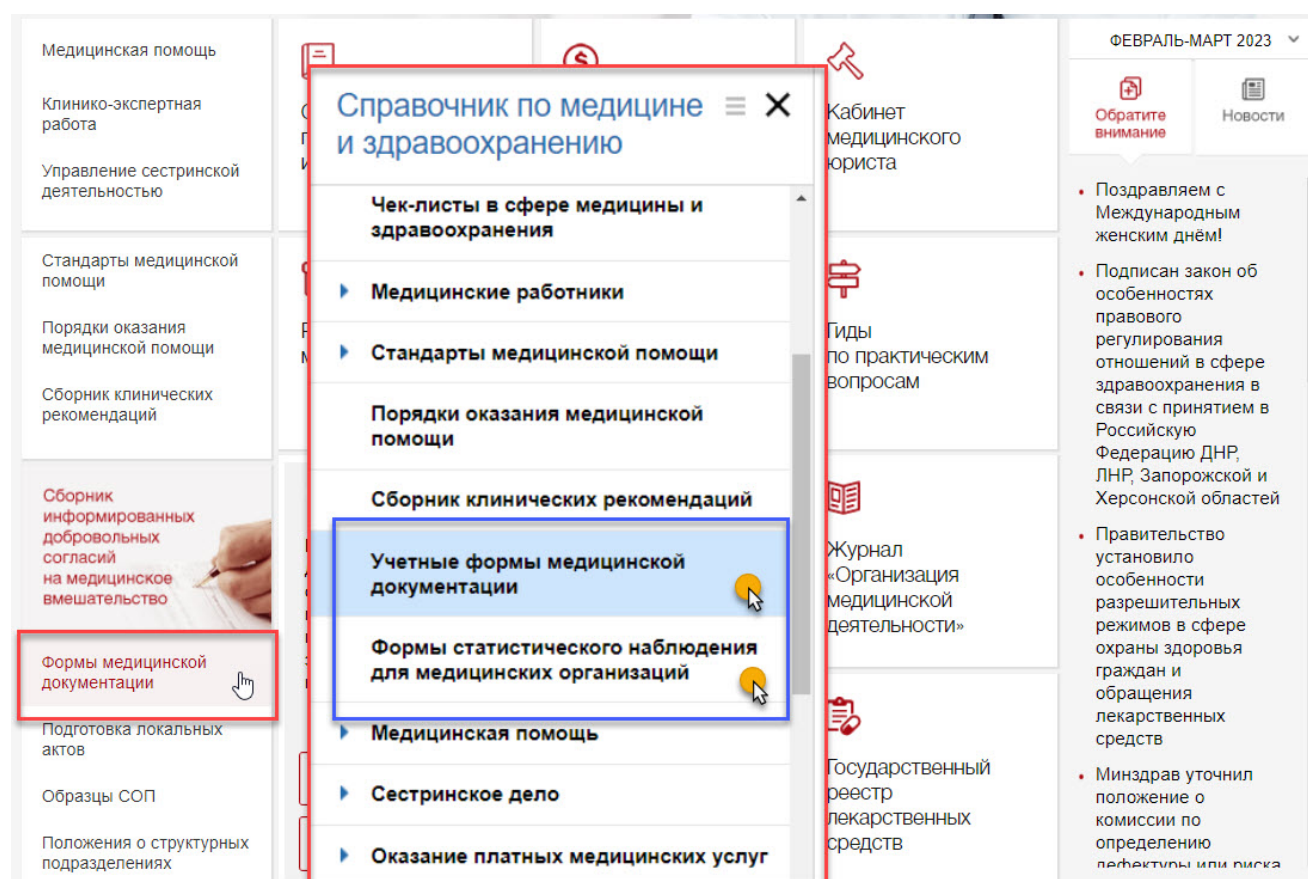 Медицинская помощь
Клинико-экспертная
работа
Управление сестринской
деятельностью
Стандарты медицинской
помощи
Порядки оказания
медицинской помощи
Сборник клинических
рекомендаций
Сборник
информированных
добровольных
согласий
на медицинское
вмешательство
Формы медицинской
документации
Подготовка локальных
актов
Образцы СОП
Положения о структурных
подразделениях
Справочник по медицине
и здравоохранению
Чек-листы в сфере медицины и
здравоохранения
Медицинские работники
Стандарты медицинской помощи
Порядки оказания медицинской
помощи
Сборник клинических рекомендаций
Учетные формы медицинской
документации
Формы статистического наблюдения
для медицинских организаций
Медицинская помощь
Сестринское дело
Оказание платных медицинских услуг
Кабинет
медицинского
юриста
Гиды
по практическим
вопросам
Журнал
«Организация
медицинской
деятельности»
Государственный
реестр
лекарственных
средств
ФЕВРАЛЬ-МАРТ 2023
Обратите
внимание
Новости
• Поздравляем с
Международным
женским днём!
• Подписан закон об
особенностях
правового
регулирования
отношений в сфере
здравоохранения в
связи с принятием в
Российскую
Федерацию ДНР,
ЛНР, Запорожской и
Херсонской областей
• Правительство
установило
особенности
разрешительных
режимов в сфере
охраны здоровья
граждан и
обращения
лекарственных
средств
• Минздрав уточнил
положение о
комиссии по
определению
дефектуры или риска